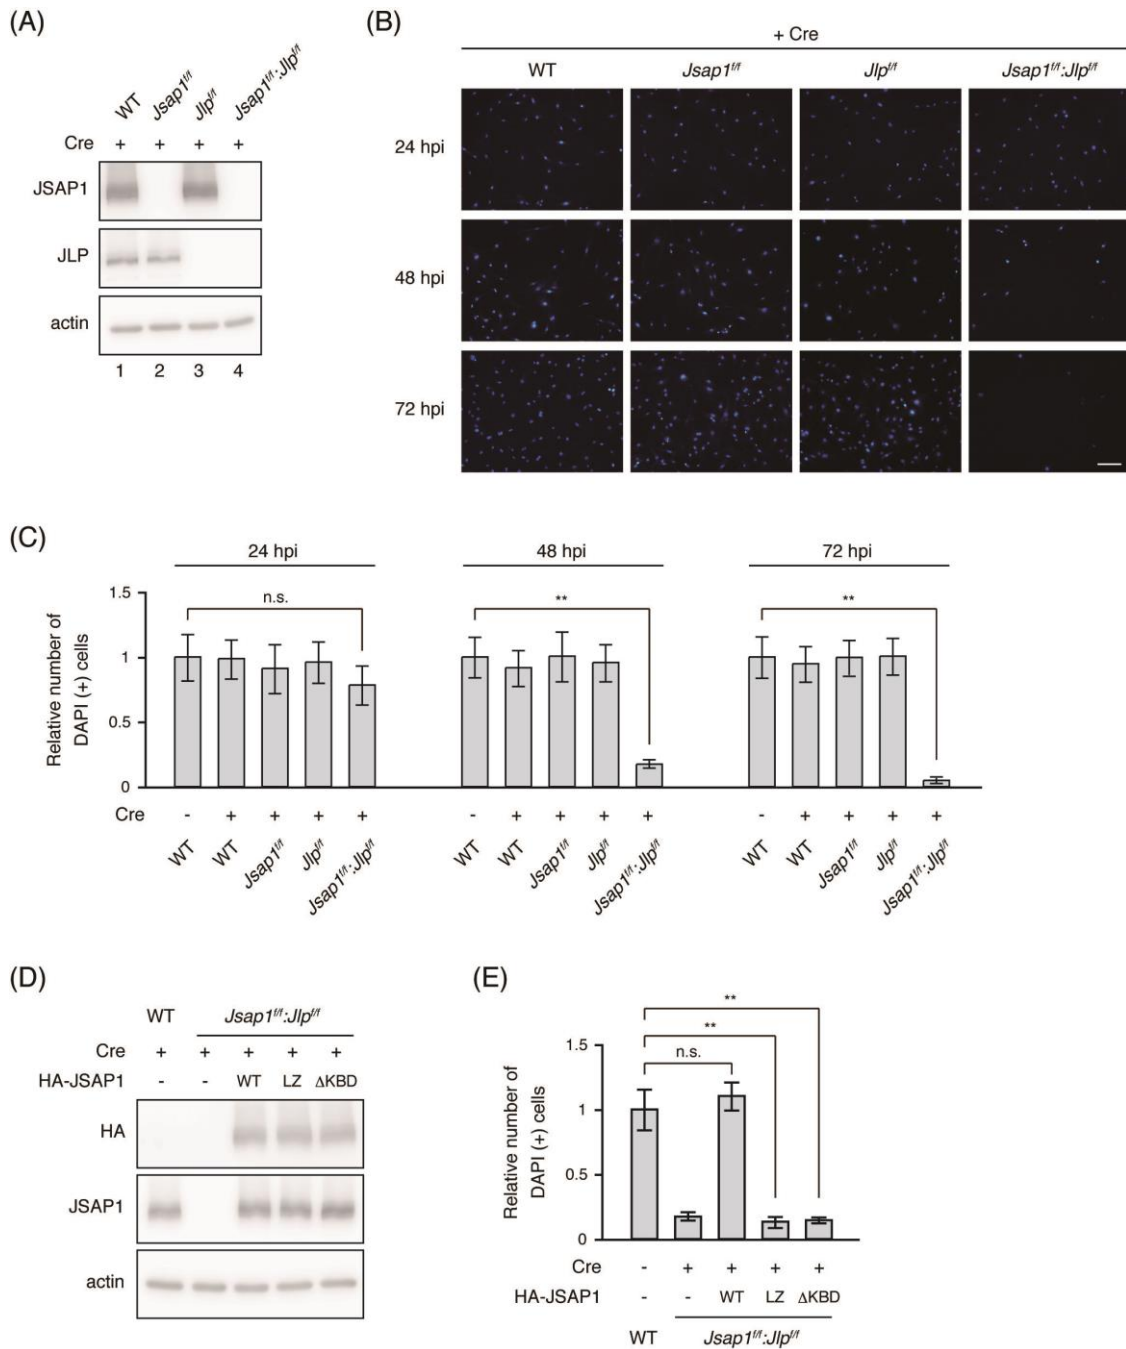 (A)
WT Jsap1f/f Jlpf/f Jsap1f/f:Jlpf/f
Cre + + + +
JSAP1
JLP
actin
1 2 3 4
(B)
+ Cre
WT Jsap1f/f Jlpf/f Jsap1f/f:Jlpf/f
24 hpi
48 hpi
72 hpi
(C)
24 hpi 48 hpi 72 hpi
Relative number of
DAPI (+) cells
1.5
1
0.5
0
n.s. ** **
Cre - + + + + - + + + + - + + + +
WT WT Jsap1f/f Jlpf/f Jsap1f/f:Jlpf/f WT WT Jsap1f/f Jlpf/f Jsap1f/f:Jlpf/f WT WT Jsap1f/f Jlpf/f Jsap1f/f:Jlpf/f
(D)
WT Jsap1f/f:Jlpf/f
Cre + + + + +
HA-JSAP1 - - WT LZ ΔKBD
HA
JSAP1
actin
(E)
Relative number of
DAPI (+) cells
1.5
1
0.5
0
**
**
n.s.
Cre - + + + +
HA-JSAP1 - - WT LZ ΔKBD
WT Jsap1f/f:Jlpf/f